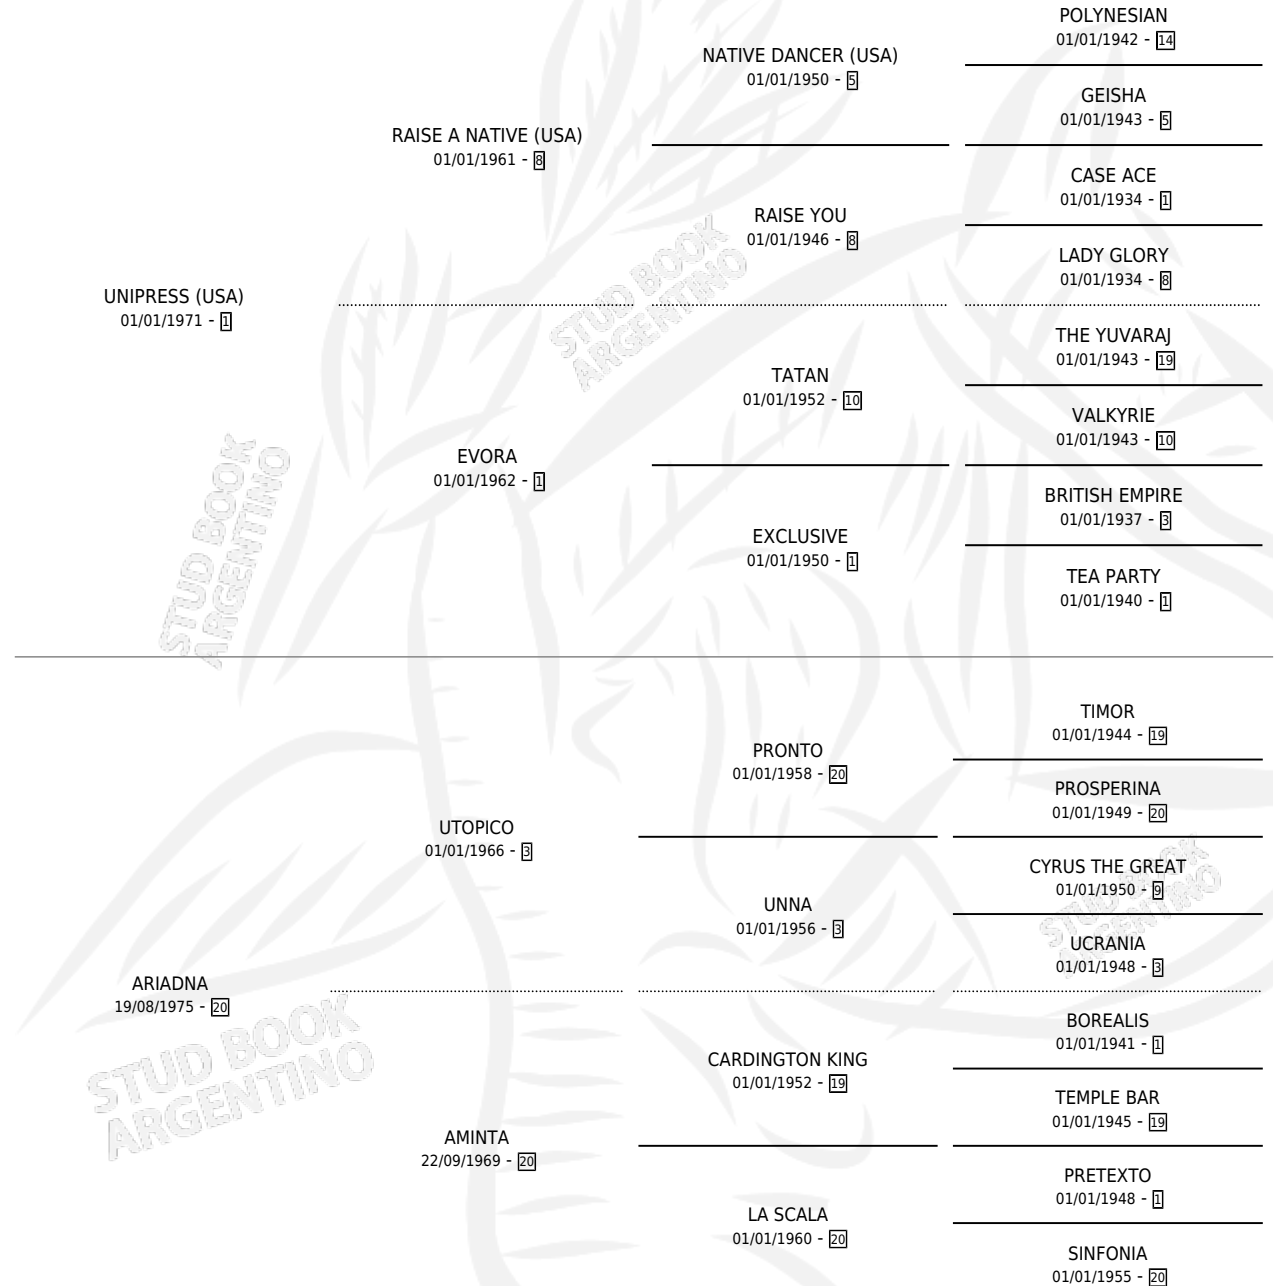 POLYNESIAN
01/01/1942 - 14
NATIVE DANCER (USA)
01/01/1950 - 5
GEISHA
01/01/1943 - 5
RAISE A NATIVE (USA)
01/01/1961 - 8
CASE ACE
01/01/1934 - 1
RAISE YOU
01/01/1946 - 8
LADY GLORY
01/01/1934 - 8
UNIPRESS (USA)
01/01/1971 - 1
THE YUVARAJ
01/01/1943 - 19
TATAN
01/01/1952 - 10
VALKYRIE
01/01/1943 - 10
EVORA
01/01/1962 - 1
BRITISH EMPIRE
01/01/1937 - 3
EXCLUSIVE
01/01/1950 - 1
TEA PARTY
01/01/1940 - 1
TIMOR
01/01/1944 - 19
PRONTO
01/01/1958 - 20
PROSPERINA
01/01/1949 - 20
UTOPICO
01/01/1966 - 3
CYRUS THE GREAT
01/01/1950 - 9
UNNA
01/01/1956 - 3
UCRANIA
01/01/1948 - 3
ARIADNA
19/08/1975 - 20
BOREALIS
01/01/1941 - 1
CARDINGTON KING
01/01/1952 - 19
TEMPLE BAR
01/01/1945 - 19
AMINTA
22/09/1969 - 20
PRETEXTO
01/01/1948 - 1
LA SCALA
01/01/1960 - 20
SINFONIA
01/01/1955 - 20
STUD BOOK
ARGENTINO
STUD BOOK
ARGENTINO
STUD BOOK
ARGENTINO
STUD BOOK
ARGENTINO